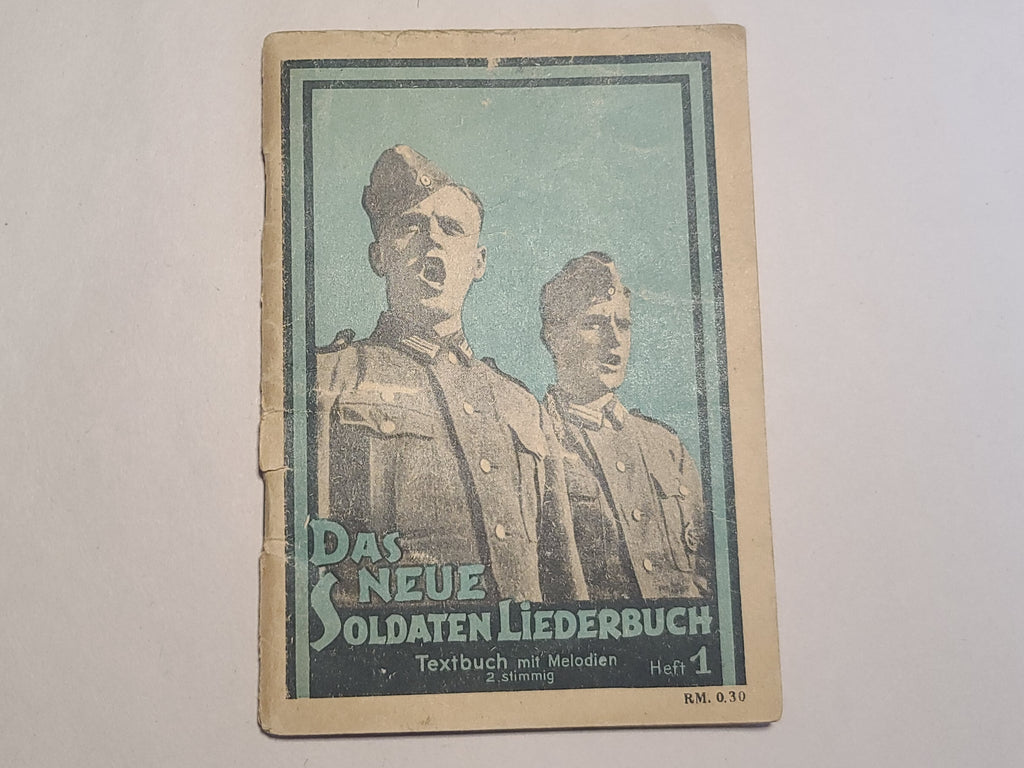 DAS
NEUE
SOLDATEN LIEDERBUCH
Textbuch mit Melodien
2 stimmig
Heft 1
RM. 0.30